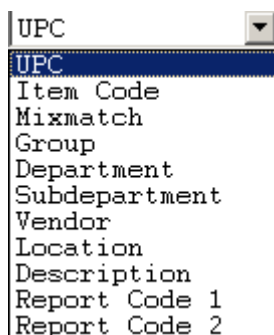 UPC
UPC
Item Code
Mixmatch
Group
Department
Subdepartment
Vendor
Location
Description
Report Code 1
Report Code 2